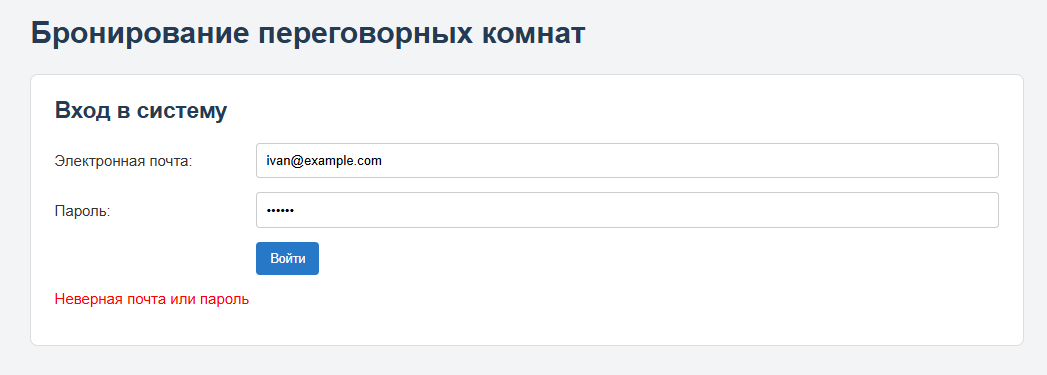 Бронирование переговорных комнат
Вход в систему
Электронная почта:
ivan@example.com
Пароль:
••••••
Войти
Неверная почта или пароль